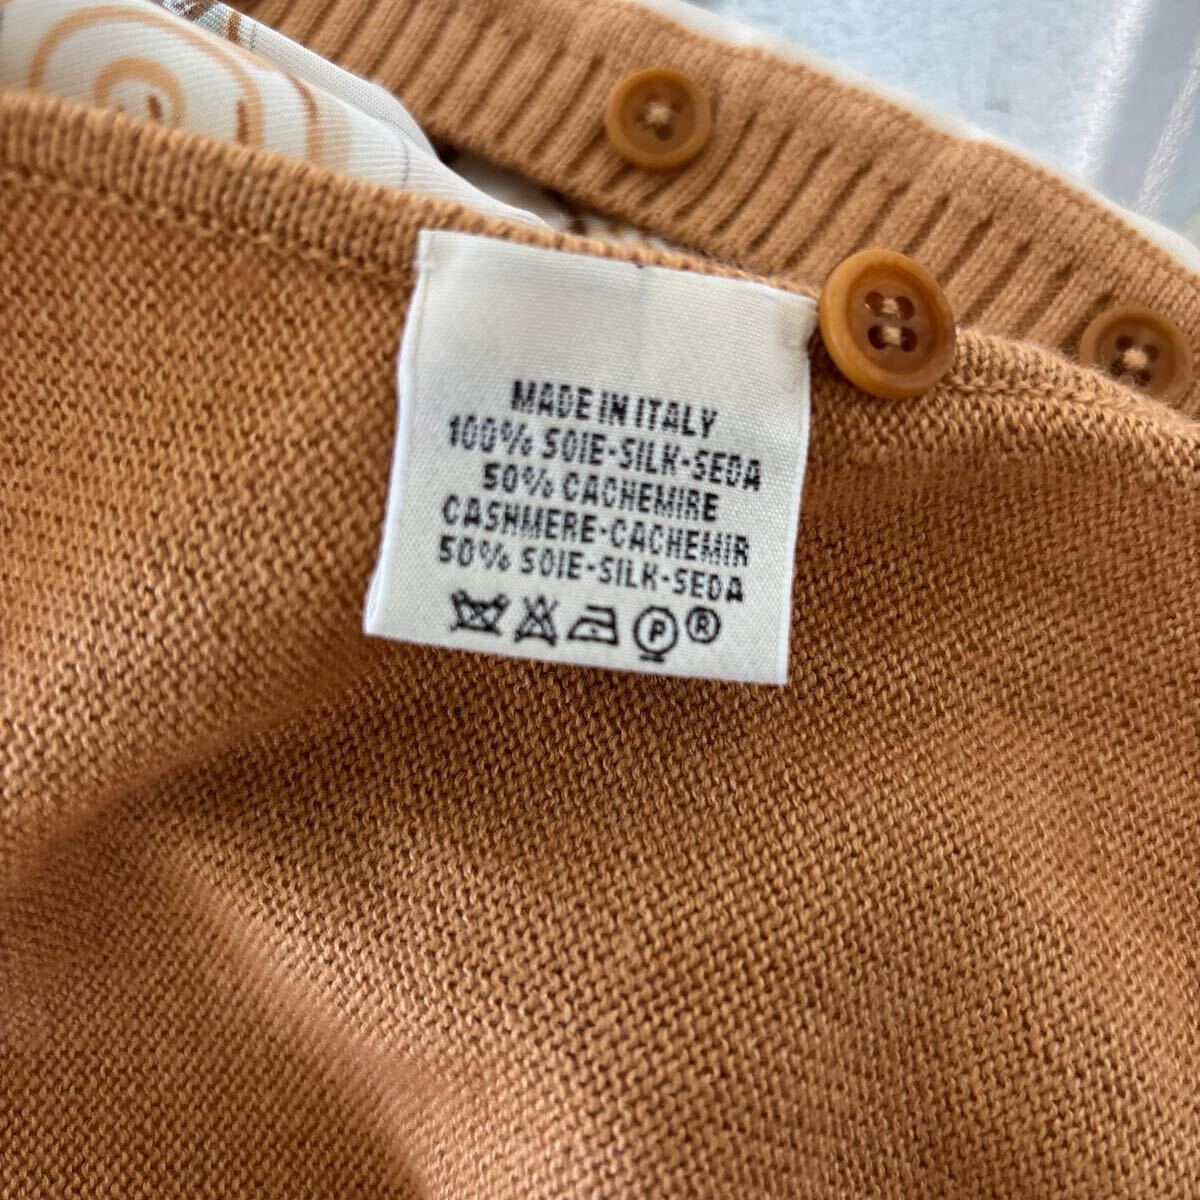 MADE IN ITALY
100% SOIE-SILK-SEDA
50% CACHEMIRE
CASHMERE-CACHEMIR
50% SOIE-SILK-SEDA
P ®